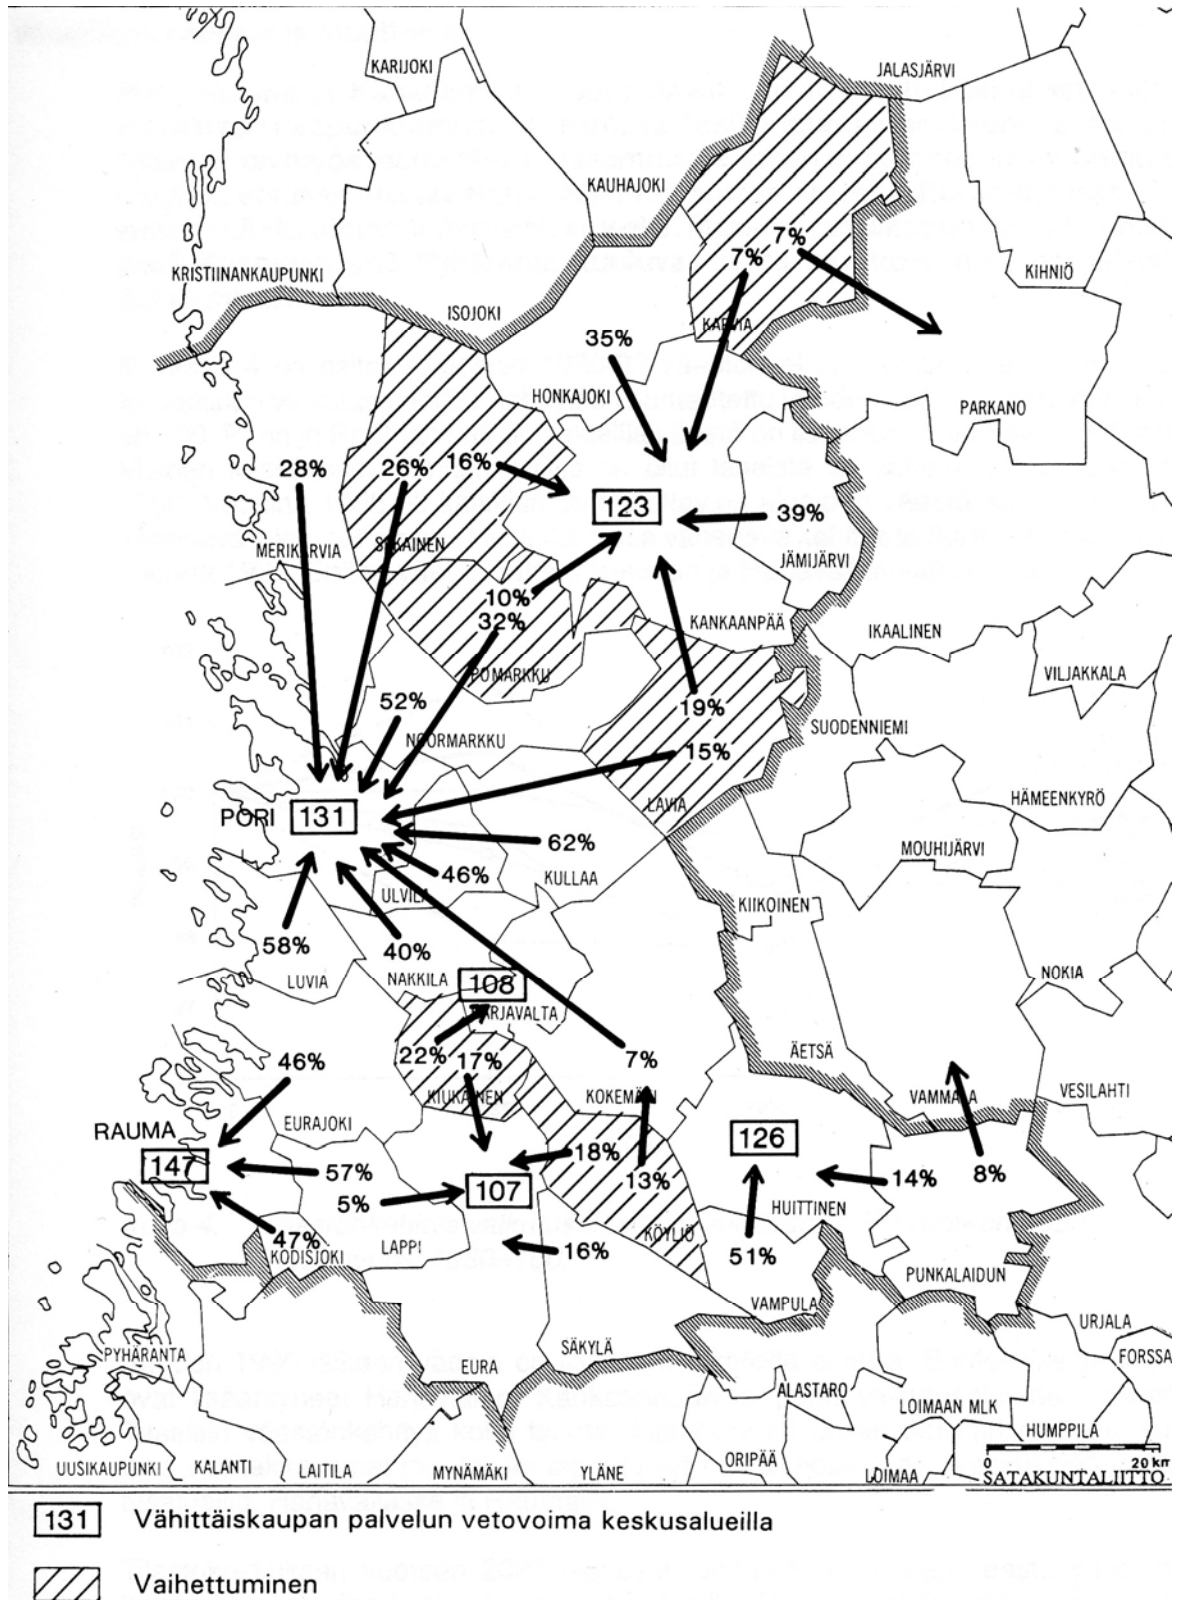 KARIJOKI
JALASJÄRVI
KAUHAJOKI
KRISTIINANKAUPUNKI
KIHNIÖ
7%
7%
ISOJOKI
KARVIA
35%
HONKAJOKI
PARKANO
28%
26%
16%
123
39%
MERIKARVIA
SIIKAINEN
JÄMIJÄRVI
10%
32%
KANKAANPÄÄ
IKAALINEN
POMARKKU
VILJAKKALA
52%
19%
SUODENNIEMI
NOORMARKKU
15%
LAVIA
HÄMEENKYRÖ
PORI
131
62%
MOUHIJÄRVI
46%
KULLAA
ULVILA
KIIKOINEN
58%
40%
LUVIA
NAKKILA
108
NOKIA
HARJAVALTA
46%
22%
17%
7%
ÄETSÄ
KIUKAINEN
KOKEMÄKI
VAMMALA
VESILAHTI
EURAJOKI
RAUMA
147
126
57%
18%
5%
107
13%
14%
8%
HUITTINEN
47%
KODISJOKI
LAPPI
KÖYLIÖ
16%
51%
PUNKALAIDUN
VAMPULA
URJALA
PYHÄRANTA
SÄKYLÄ
EURA
FORSSA
ALASTARO
LOIMAAN MLK
HUMPPILA
UUSIKAUPUNKI
KALANTI
LAITILA
MYNÄMÄKI
YLÄNE
ORIPÄÄ
LOIMAA
0 20 km
SATAKUNTALIITTO
131 Vähittäiskaupan palvelun vetovoima keskusalueilla
Vaihettuminen